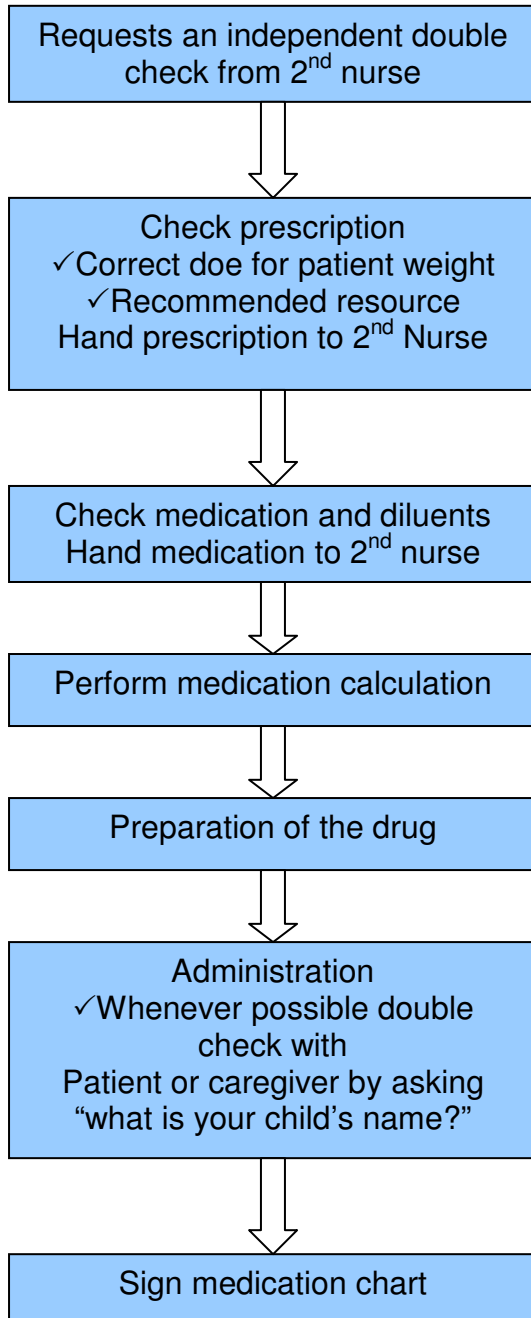 Requests an independent double
check from 2nd nurse
Check prescription
✓Correct doe for patient weight
✓Recommended resource
Hand prescription to 2nd Nurse
Check medication and diluents
Hand medication to 2nd nurse
Perform medication calculation
Preparation of the drug
Administration
✓Whenever possible double
check with
Patient or caregiver by asking
“what is your child’s name?”
Sign medication chart